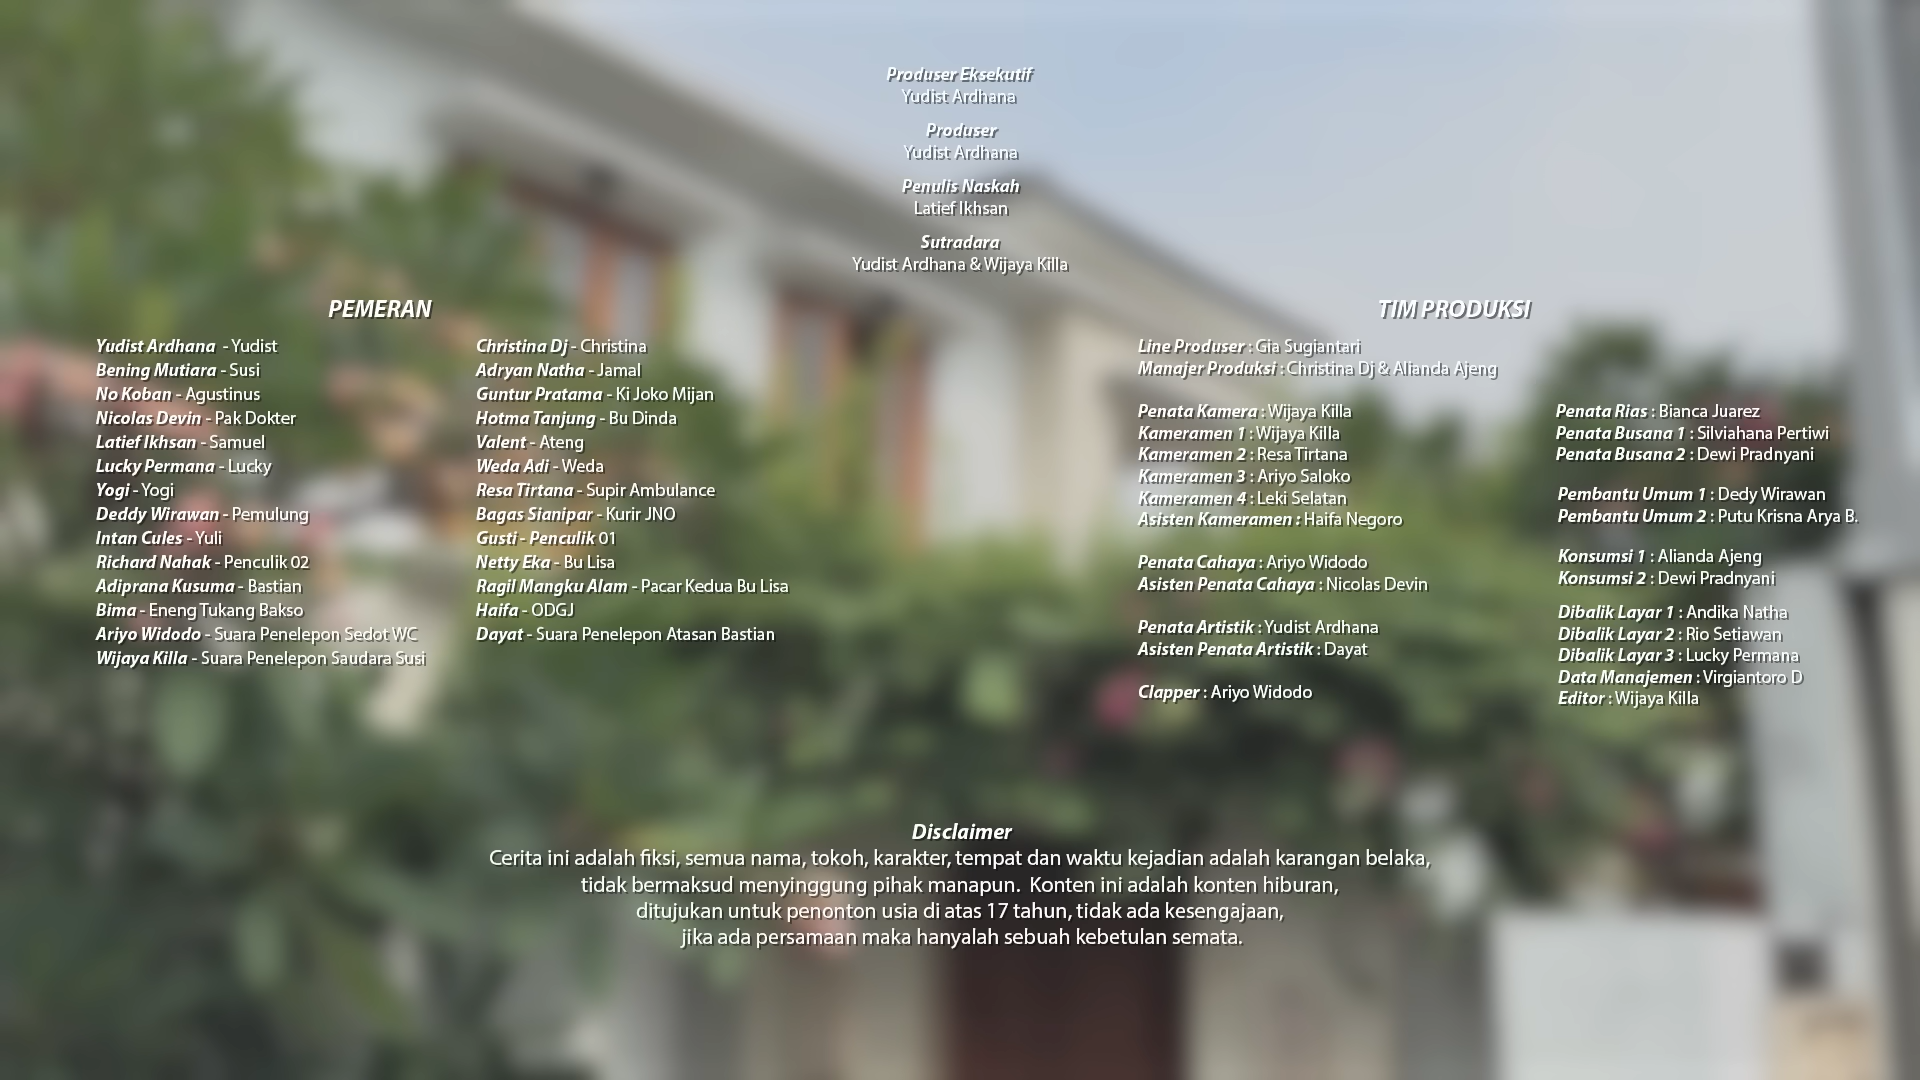 Produser Eksekutif
Yudist Ardhana
Produser
Yudist Ardhana
Penulis Naskah
Latief Ikhsan
Sutradara
Yudist Ardhana & Wijaya Killa
PEMERAN
Yudist Ardhana - Yudist
Bening Mutiara - Susi
No Koban - Agustinus
Nicolas Devin - Pak Dokter
Latief Ikhsan - Samuel
Lucky Permana - Lucky
Yogi - Yogi
Deddy Wirawan - Pemulung
Intan Cules - Yuli
Richard Nahak - Penculik 02
Adiprana Kusuma - Bastian
Bima - Eneng Tukang Bakso
Ariyo Widodo - Suara Penelepon Sedot WC
Wijaya Killa - Suara Penelepon Saudara Susi
Christina Dj - Christina
Adryan Natha - Jamal
Guntur Pratama - Ki Joko Mijan
Hotma Tanjung - Bu Dinda
Valent - Ateng
Weda Adi - Weda
Resa Tirtana - Supir Ambulance
Bagas Sianipar - Kurir JNO
Gusti - Penculik 01
Netty Eka - Bu Lisa
Ragil Mangku Alam - Pacar Kedua Bu Lisa
Haifa - ODGJ
Dayat - Suara Penelepon Atasan Bastian
TIM PRODUKSI
Line Produser : Gia Sugiantari
Manajer Produksi : Christina Dj & Alianda Ajeng
Penata Kamera : Wijaya Killa
Kameramen 1 : Wijaya Killa
Kameramen 2 : Resa Tirtana
Kameramen 3 : Ariyo Saloko
Kameramen 4 : Leki Selatan
Asisten Kameramen : Haifa Negoro
Penata Cahaya : Ariyo Widodo
Asisten Penata Cahaya : Nicolas Devin
Penata Artistik : Yudist Ardhana
Asisten Penata Artistik : Dayat
Clapper : Ariyo Widodo
Penata Rias : Bianca Juarez
Penata Busana 1 : Silviahana Pertiwi
Penata Busana 2 : Dewi Pradnyani
Pembantu Umum 1 : Dedy Wirawan
Pembantu Umum 2 : Putu Krisna Arya B.
Konsumsi 1 : Alianda Ajeng
Konsumsi 2 : Dewi Pradnyani
Dibalik Layar 1 : Andika Natha
Dibalik Layar 2 : Rio Setiawan
Dibalik Layar 3 : Lucky Permana
Data Manajemen : Virgiantoro D
Editor : Wijaya Killa
Disclaimer
Cerita ini adalah fiksi, semua nama, tokoh, karakter, tempat dan waktu kejadian adalah karangan belaka,
tidak bermaksud menyinggung pihak manapun. Konten ini adalah konten hiburan,
ditujukan untuk penonton usia di atas 17 tahun, tidak ada kesengajaan,
jika ada persamaan maka hanyalah sebuah kebetulan semata.